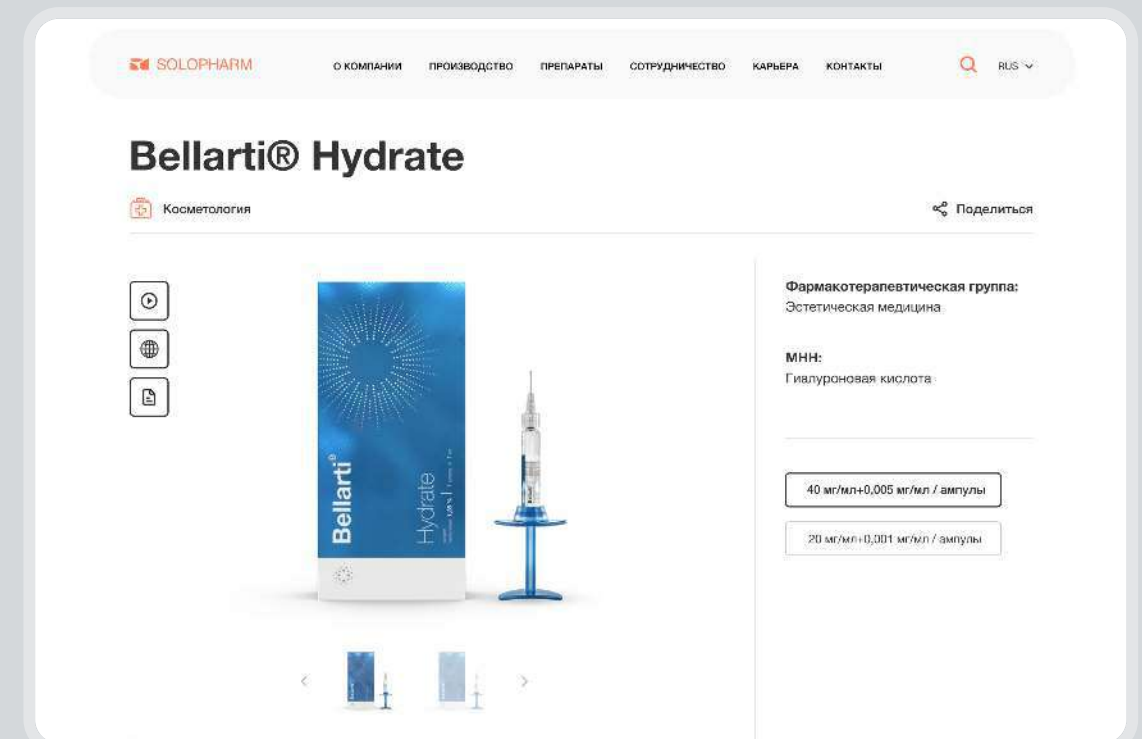 SOLOPHARM
О КОМПАНИИ ПРОИЗВОДСТВО ПРЕПАРАТЫ СОТРУДНИЧЕСТВО КАРЬЕРА КОНТАКТЫ
RUS
Bellarti® Hydrate
Косметология
Поделиться
Bellarti®
Hydrate
Фармакотерапевтическая группа:
Эстетическая медицина
МНН:
Гиалуроновая кислота
40 мг/мл+0,005 мг/мл / ампулы
20 мг/мл+0,001 мг/мл / ампулы